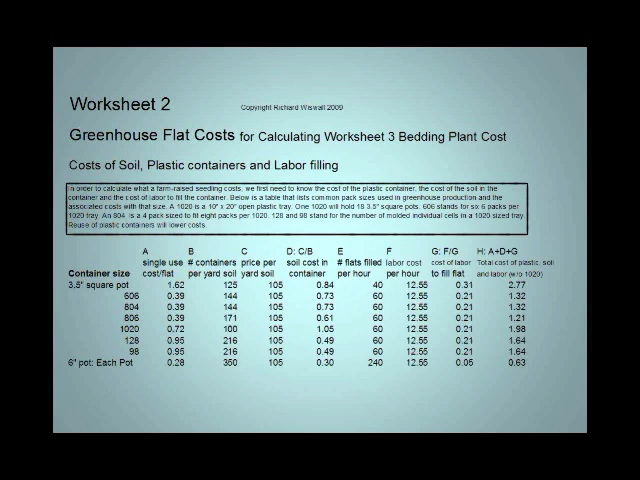 Worksheet 2
Copyright Richard Wiswall 2009
Greenhouse Flat Costs for Calculating Worksheet 3 Bedding Plant Cost
Costs of Soil, Plastic containers and Labor filling
In order to calculate what a farm-raised seedling costs, we first need to know the cost of the plastic container, the cost of the soil in the
container and the cost of labor to fill the container. Below is a table that lists common pack sizes used in greenhouse production and the
associated costs with that size. A 1020 is a 10" x 20" open plastic tray. One 1020 will hold 18 3.5" square pots. 606 stands for six 6 packs per
1020 tray. An 804 is a 4 pack sized to fit eight packs per 1020. 128 and 98 stand for the number of molded individual cells in a 1020 sized tray
Reuse of plastic containers will lower costs.
A B C D: C/B E F G: F/G H: A+D+G
single use # containers price per soil cost in # flats filled labor cost cost of labor Total cost of plastic, soil
Container size cost/flat per yard soil yard soil container per hour per hour to fill flat and labor (w/o 1020)
3.5" square pot 1.62 125 105 0.84 40 12.55 0.31 2.77
606 0.39 144 105 0.73 60 12.55 0.21 1.32
804 0.39 144 105 0.73 60 12.55 0.21 1.32
806 0.39 171 105 0.61 60 12.55 0.21 1.21
1020 0.72 100 105 1.05 60 12.55 0.21 1.98
128 0.95 216 105 0.49 60 12.55 0.21 1.64
98 0.95 216 105 0.49 60 12.55 0.21 1.64
6" pot: Each Pot 0.28 350 105 0.30 240 12.55 0.05 0.63